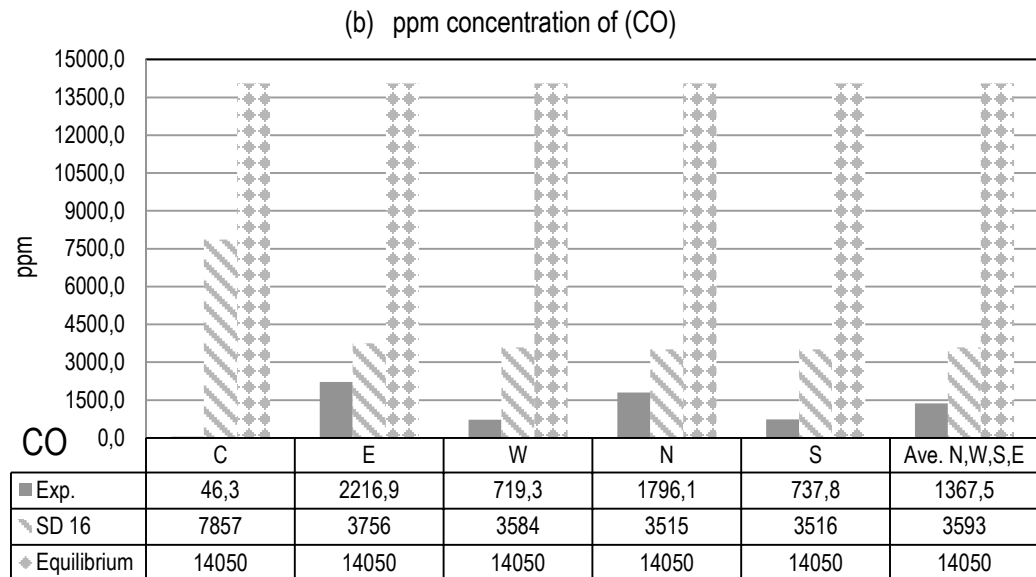 (b) ppm concentration of (CO)
15000,0
13500,0
12000,0
10500,0
9000,0
7500,0
6000,0
4500,0
3000,0
1500,0
0,0
ppm
CO
C E W N S Ave. N,W,S,E
Exp. 46,3 2216,9 719,3 1796,1 737,8 1367,5
SD 16 7857 3756 3584 3515 3516 3593
Equilibrium 14050 14050 14050 14050 14050 14050